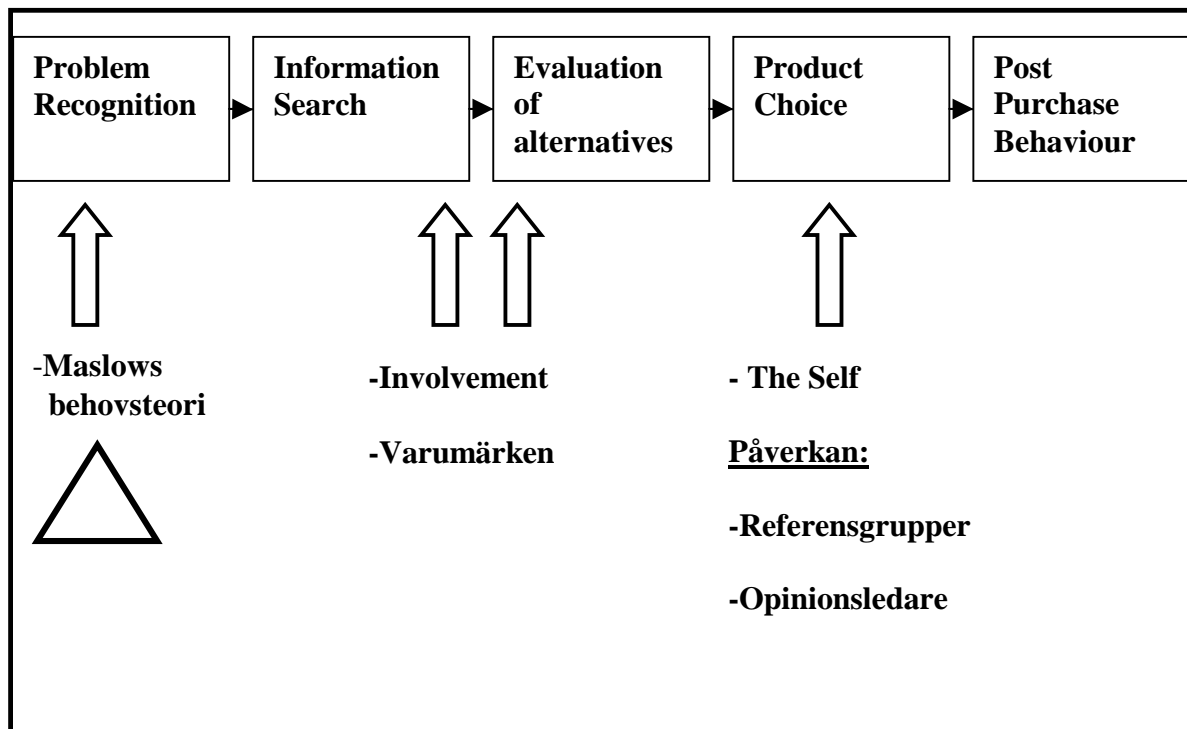 Problem
Recognition
Information
Search
Evaluation
of
alternatives
Product
Choice
Post
Purchase
Behaviour
-Maslows
behovsteori
-Involvement
-Varumärken
- The Self
Påverkan:
-Referensgrupper
-Opinionsledare